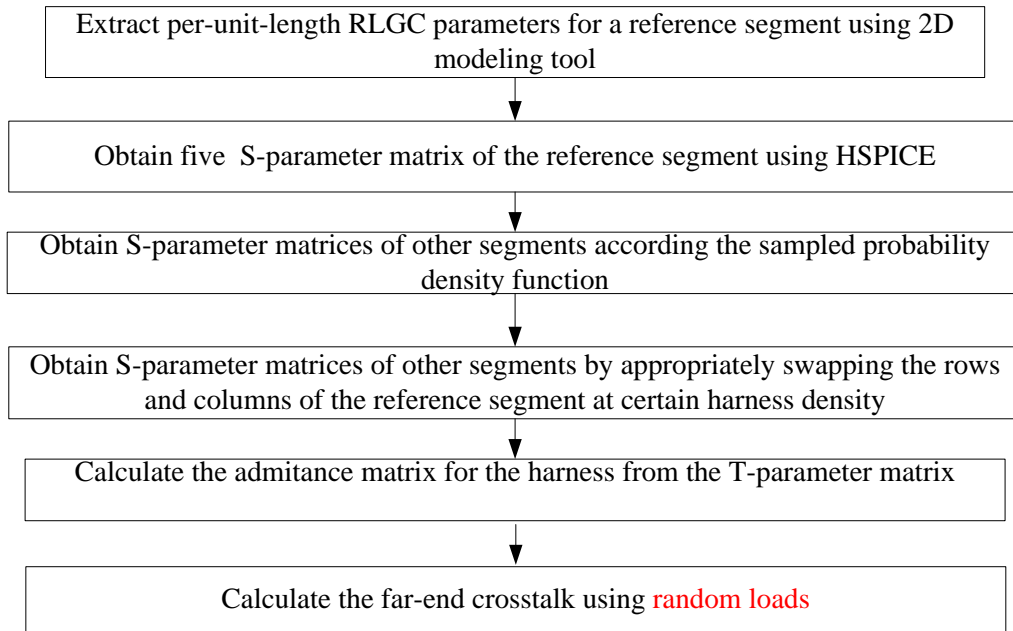 Extract per-unit-length RLGC parameters for a reference segment using 2D
modeling tool
Obtain five S-parameter matrix of the reference segment using HSPICE
Obtain S-parameter matrices of other segments according the sampled probability
density function
Obtain S-parameter matrices of other segments by appropriately swapping the rows
and columns of the reference segment at certain harness density
Calculate the admitance matrix for the harness from the T-parameter matrix
Calculate the far-end crosstalk using random loads